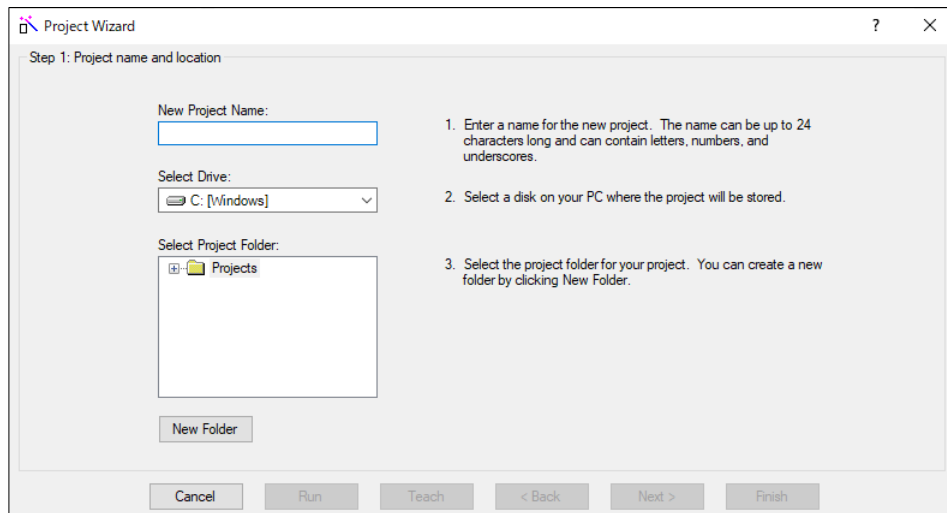 Project Wizard
?
Step 1: Project name and location
New Project Name:
1. Enter a name for the new project. The name can be up to 24
characters long and can contain letters, numbers, and
underscores.
Select Drive:
C: [Windows]
2. Select a disk on your PC where the project will be stored.
Select Project Folder:
Projects
3. Select the project folder for your project. You can create a new
folder by clicking New Folder.
New Folder
Cancel
Run
Teach
< Back
Next >
Finish